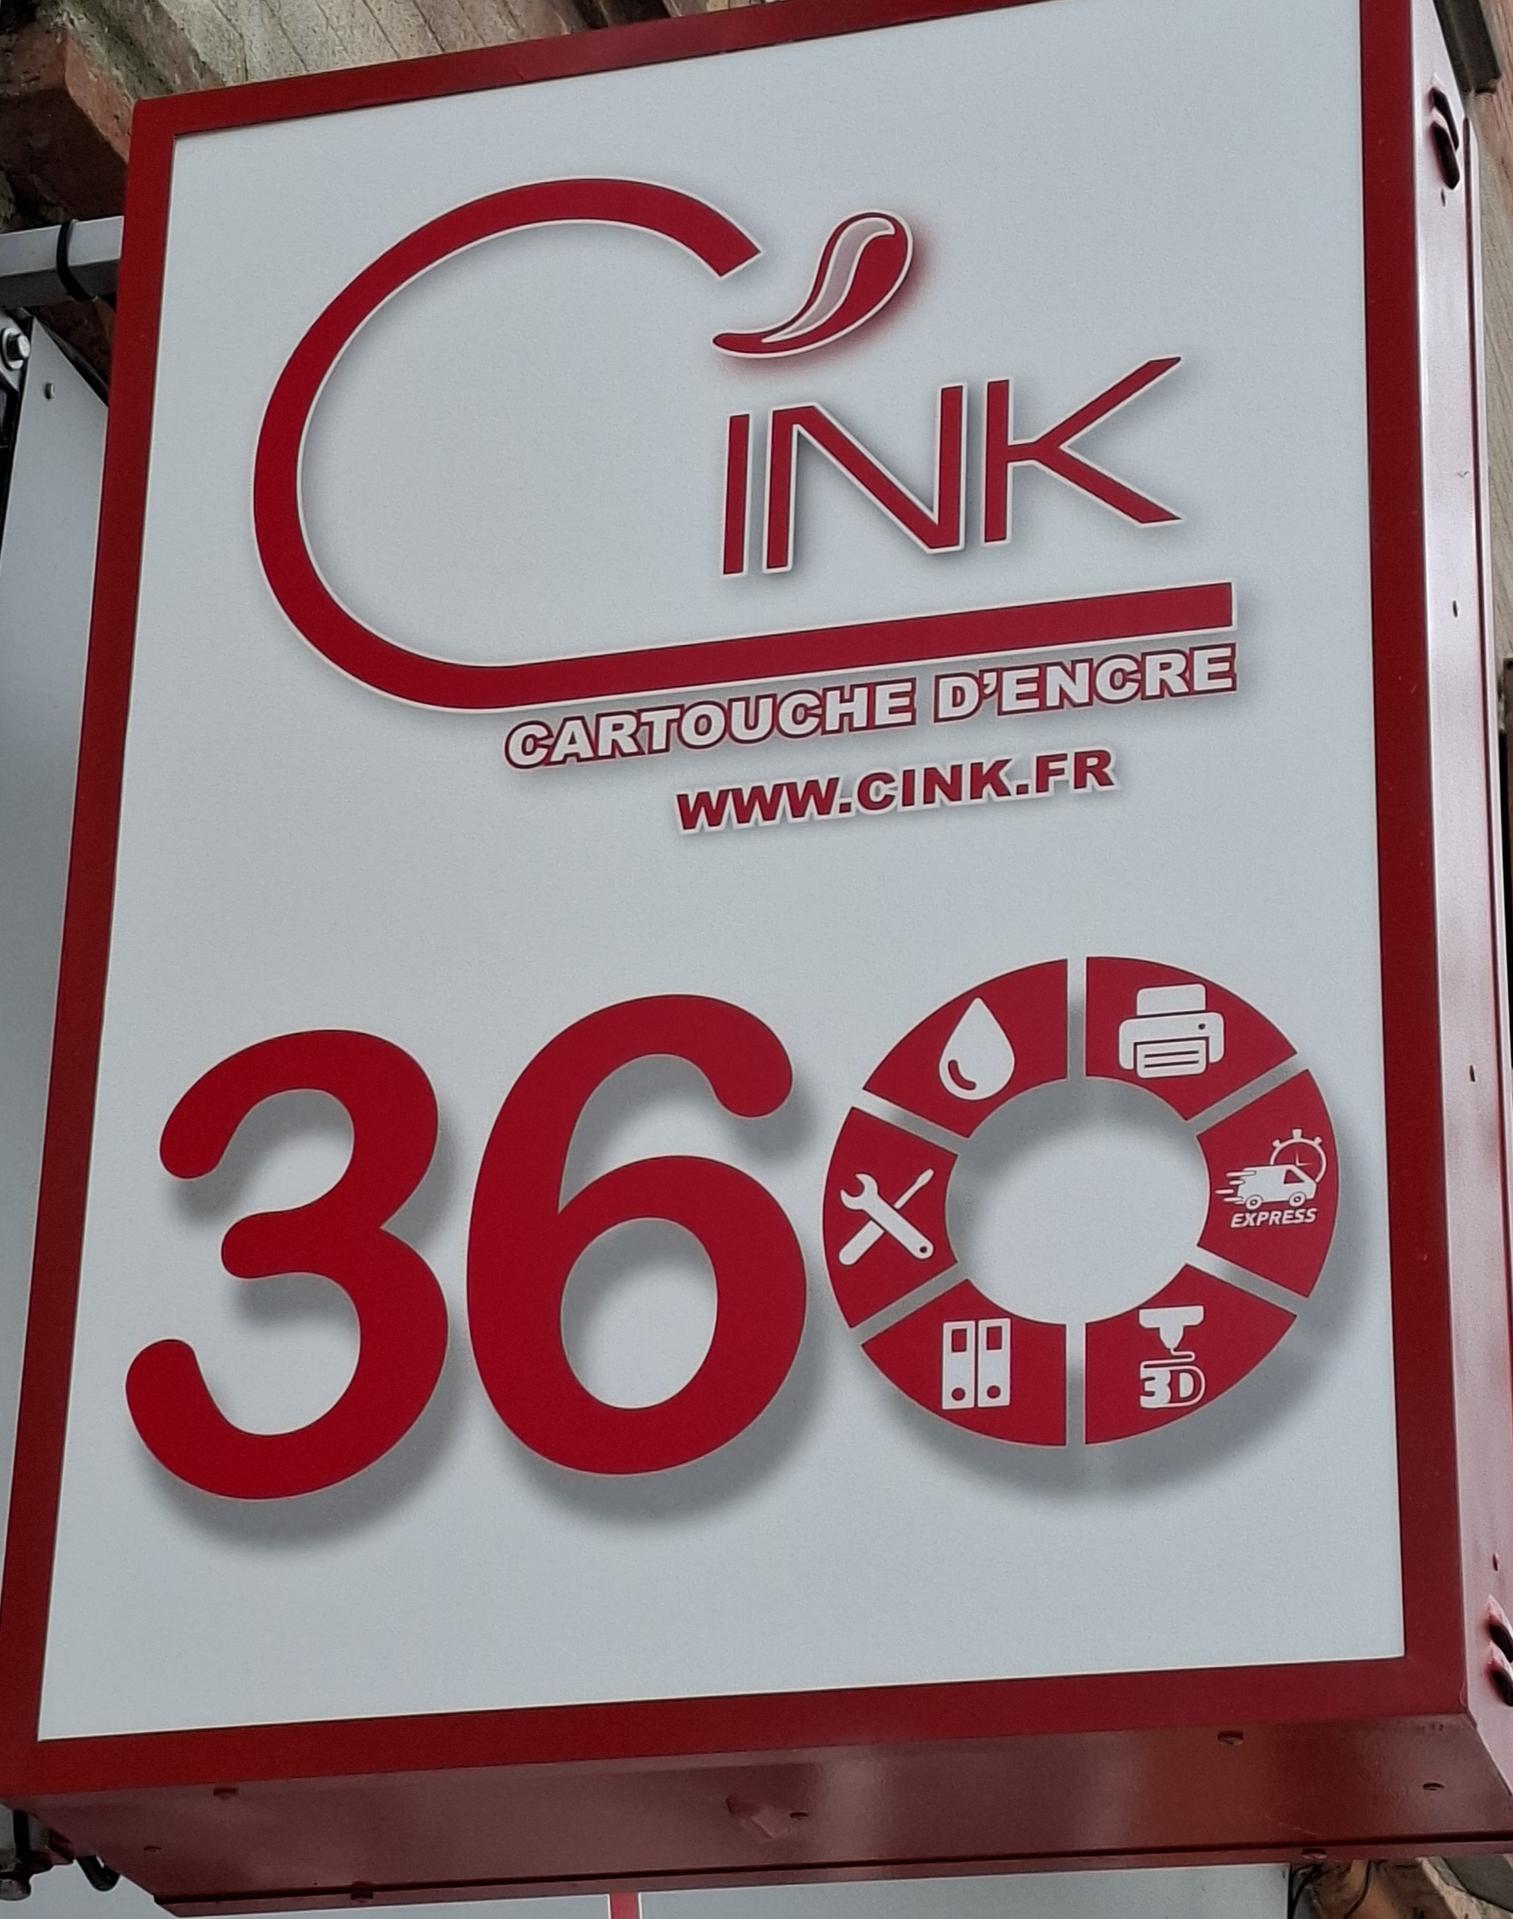 C'INK
CARTOUCHE D'ENCRE
WWW.CINK.FR
360
EXPRESS
3D